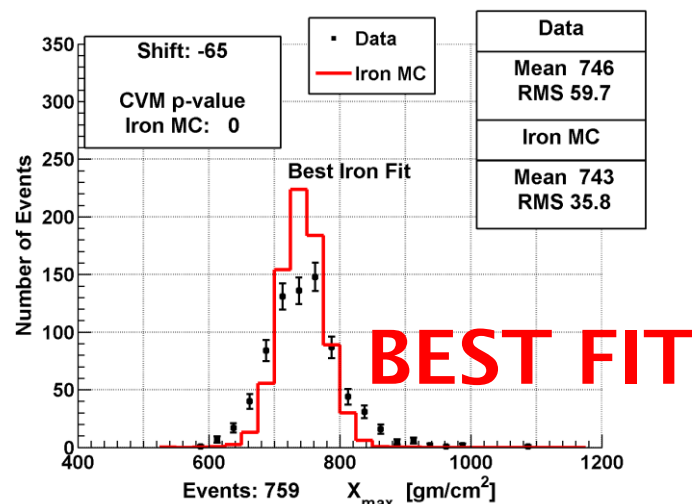 Shift: -65
CVM p-value
Iron MC: 0
Data
Iron MC
Data
Mean 746
RMS 59.7
Iron MC
Mean 743
RMS 35.8
Best Iron Fit
BEST FIT
Number of Events
350
300
250
200
150
100
50
0
400 600 800 1000 1200
Events: 759 Xmax [gm/cm²]